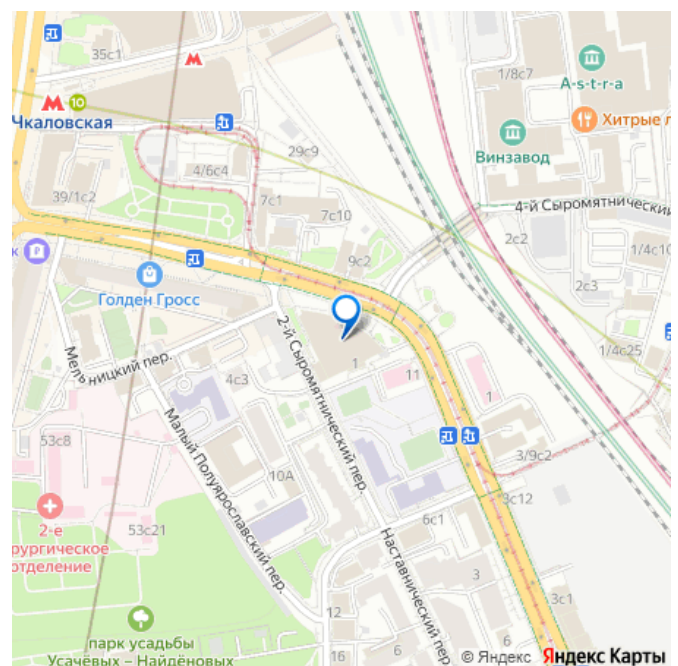 35с1
1/8с7
A-s-t-r-a
10
Чкаловская
Хитрые л
Винзавод
29с9
4/6с4
39/1с2
7с1
7с10
4-й Сыромятнический
2с2
1/4с10
к
9с2
4
2с3
Голден Гросс
Мельницкий пер.
2-й Сыромятнический пер.
1/4с25
4с3
1
11
1
Малый Полуярославский пер.
53с8
3/9с2
10А
3с12
2-е
рургическое
отделение
53с21
6с1
Наставнический пер
3
12
3с1
парк усадьбы
Усачёвых – Найдёновых
16
6
6
© Яндекс Яндекс Карты